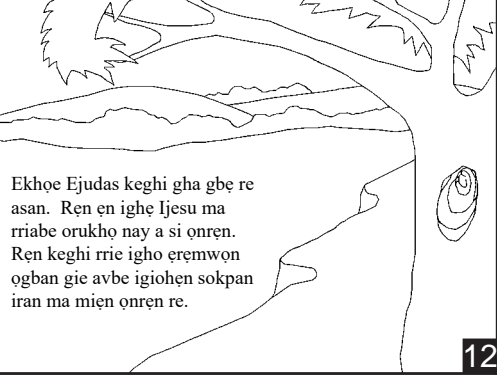 Ekhọe Ejudas keghi gha gbẹ re
asan.  Rẹn ẹn ighẹ Ijesu ma
rriabe orukhọ nay a si ọnrẹn.
Rẹn keghi rrie igho ẹrẹmwọn
ọgban gie avbe igiohẹn sokpan
iran ma miẹn ọnrẹn re.
12